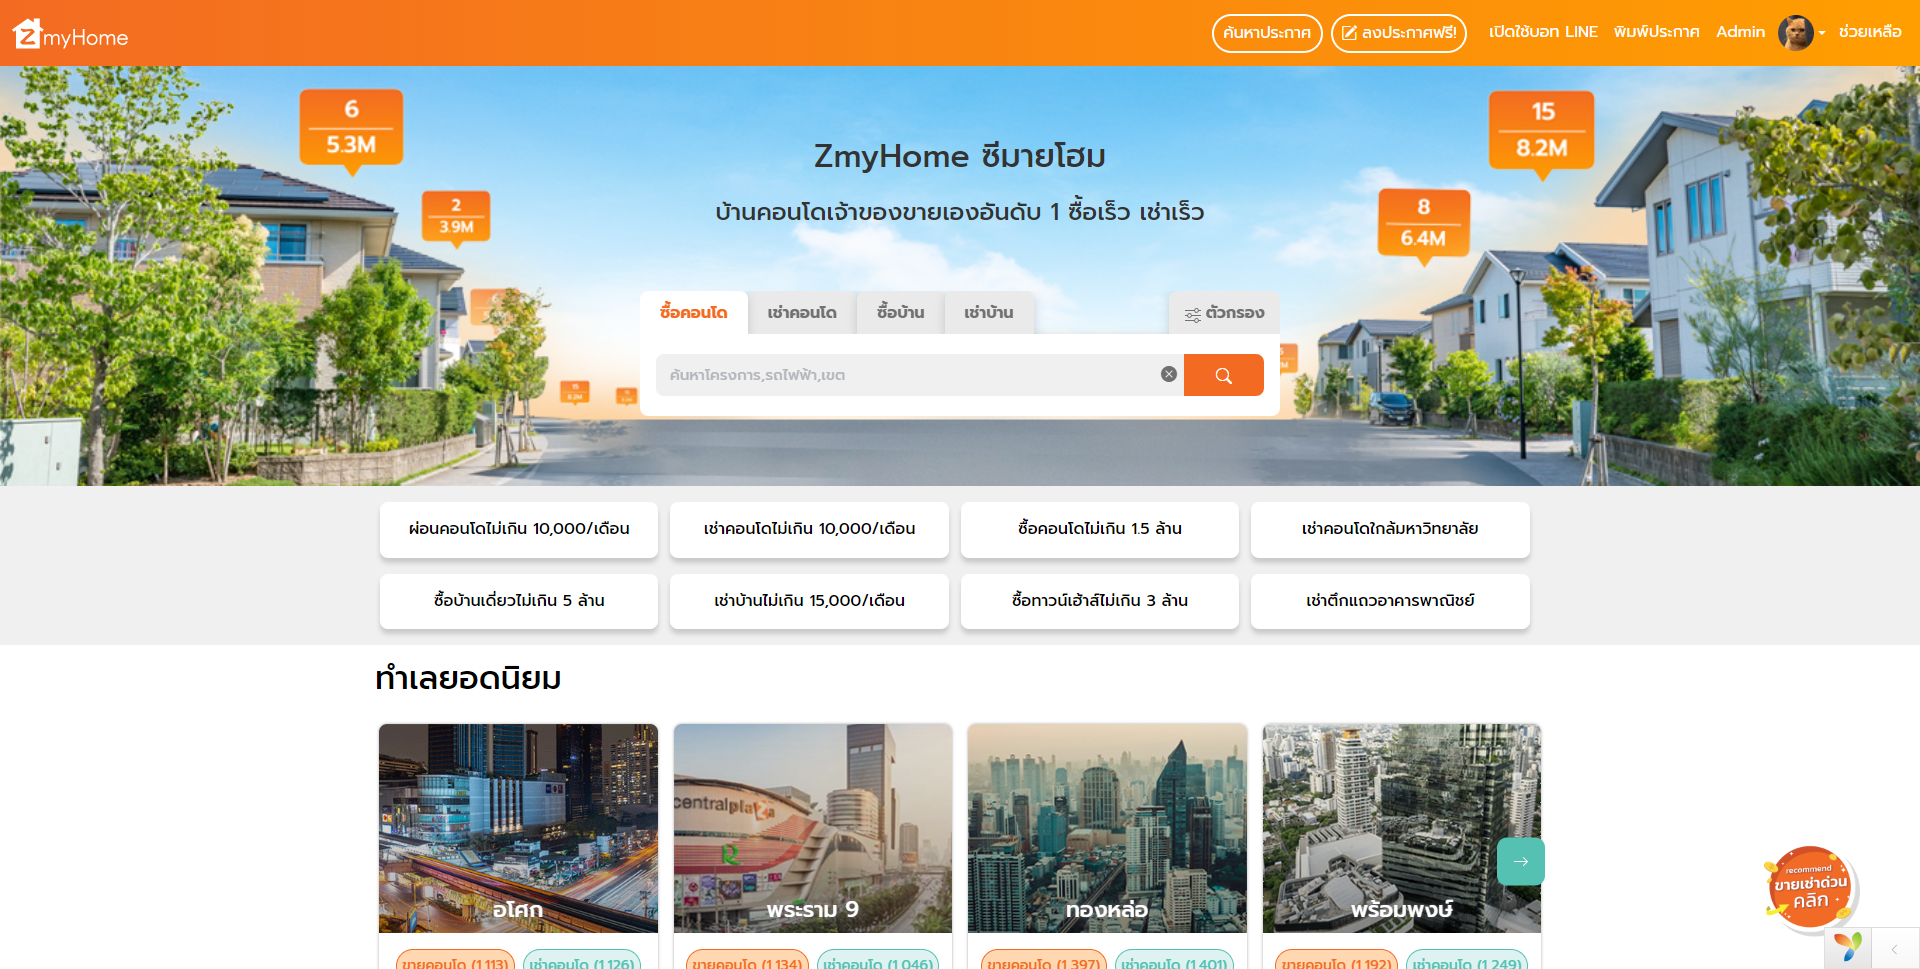 ZmyHome
ค้นหาประกาศ
ลงประกาศฟรี!
เปิดใช้บอท LINE
พิมพ์ประกาศ
Admin
ช่วยเหลือ
6
5.3M
2
3.9M
15
8.2M
8
6.4M
ZmyHome ซีมายโฮม
บ้านคอนโดเจ้าของขายเองอันดับ 1 ซื้อเร็ว เช่าเร็ว
ซื้อคอนโด
เช่าคอนโด
ซื้อบ้าน
เช่าบ้าน
ตัวกรอง
ค้นหาโครงการ,รถไฟฟ้า,เขต
ผ่อนคอนโดไม่เกิน 10,000/เดือน
เช่าคอนโดไม่เกิน 10,000/เดือน
ซื้อคอนโดไม่เกิน 1.5 ล้าน
เช่าคอนโดใกล้มหาวิทยาลัย
ซื้อบ้านเดี่ยวไม่เกิน 5 ล้าน
เช่าบ้านไม่เกิน 15,000/เดือน
ซื้อทาวน์เฮ้าส์ไม่เกิน 3 ล้าน
เช่าตึกแถวอาคารพาณิชย์
ทำเลยอดนิยม
centralplaza
อโศก
พระราม 9
ทองหล่อ
พร้อมพงษ์
ขายคอนโด (1,113)
เช่าคอนโด (1,126)
ขายคอนโด (1,134)
เช่าคอนโด (1,046)
ขายคอนโด (1,397)
เช่าคอนโด (1,401)
ขายคอนโด (1,192)
เช่าคอนโด (1,249)
recommend
ขายเช่าด่วน
คลิก